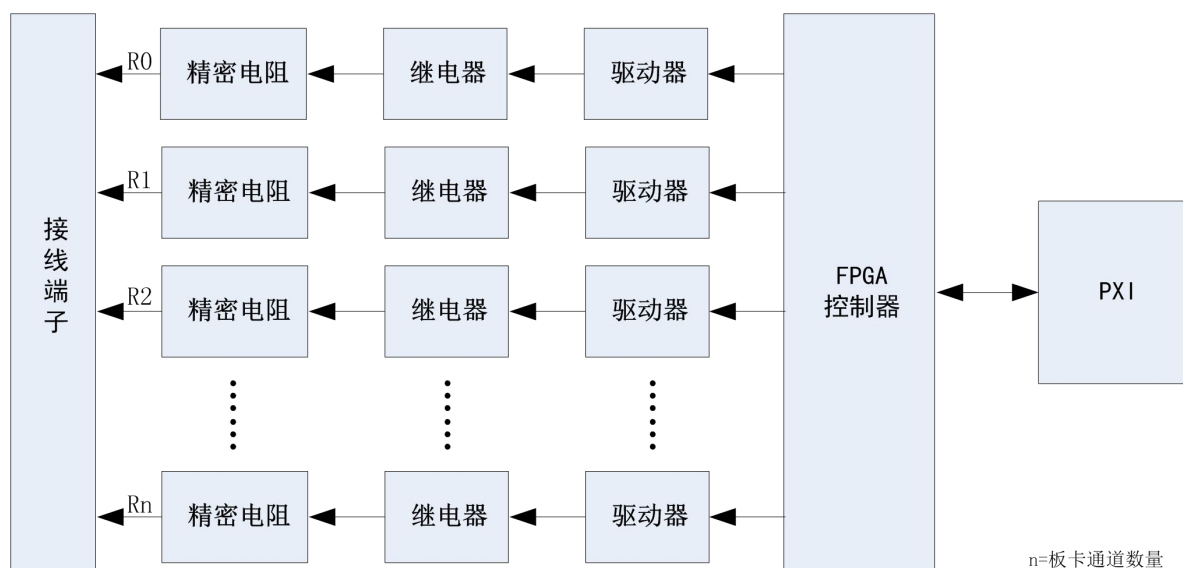 接线端子
R0
精密电阻
继电器
驱动器
R1
精密电阻
继电器
驱动器
R2
精密电阻
继电器
驱动器
Rn
精密电阻
继电器
驱动器
FPGA
控制器
PXI
n=板卡通道数量